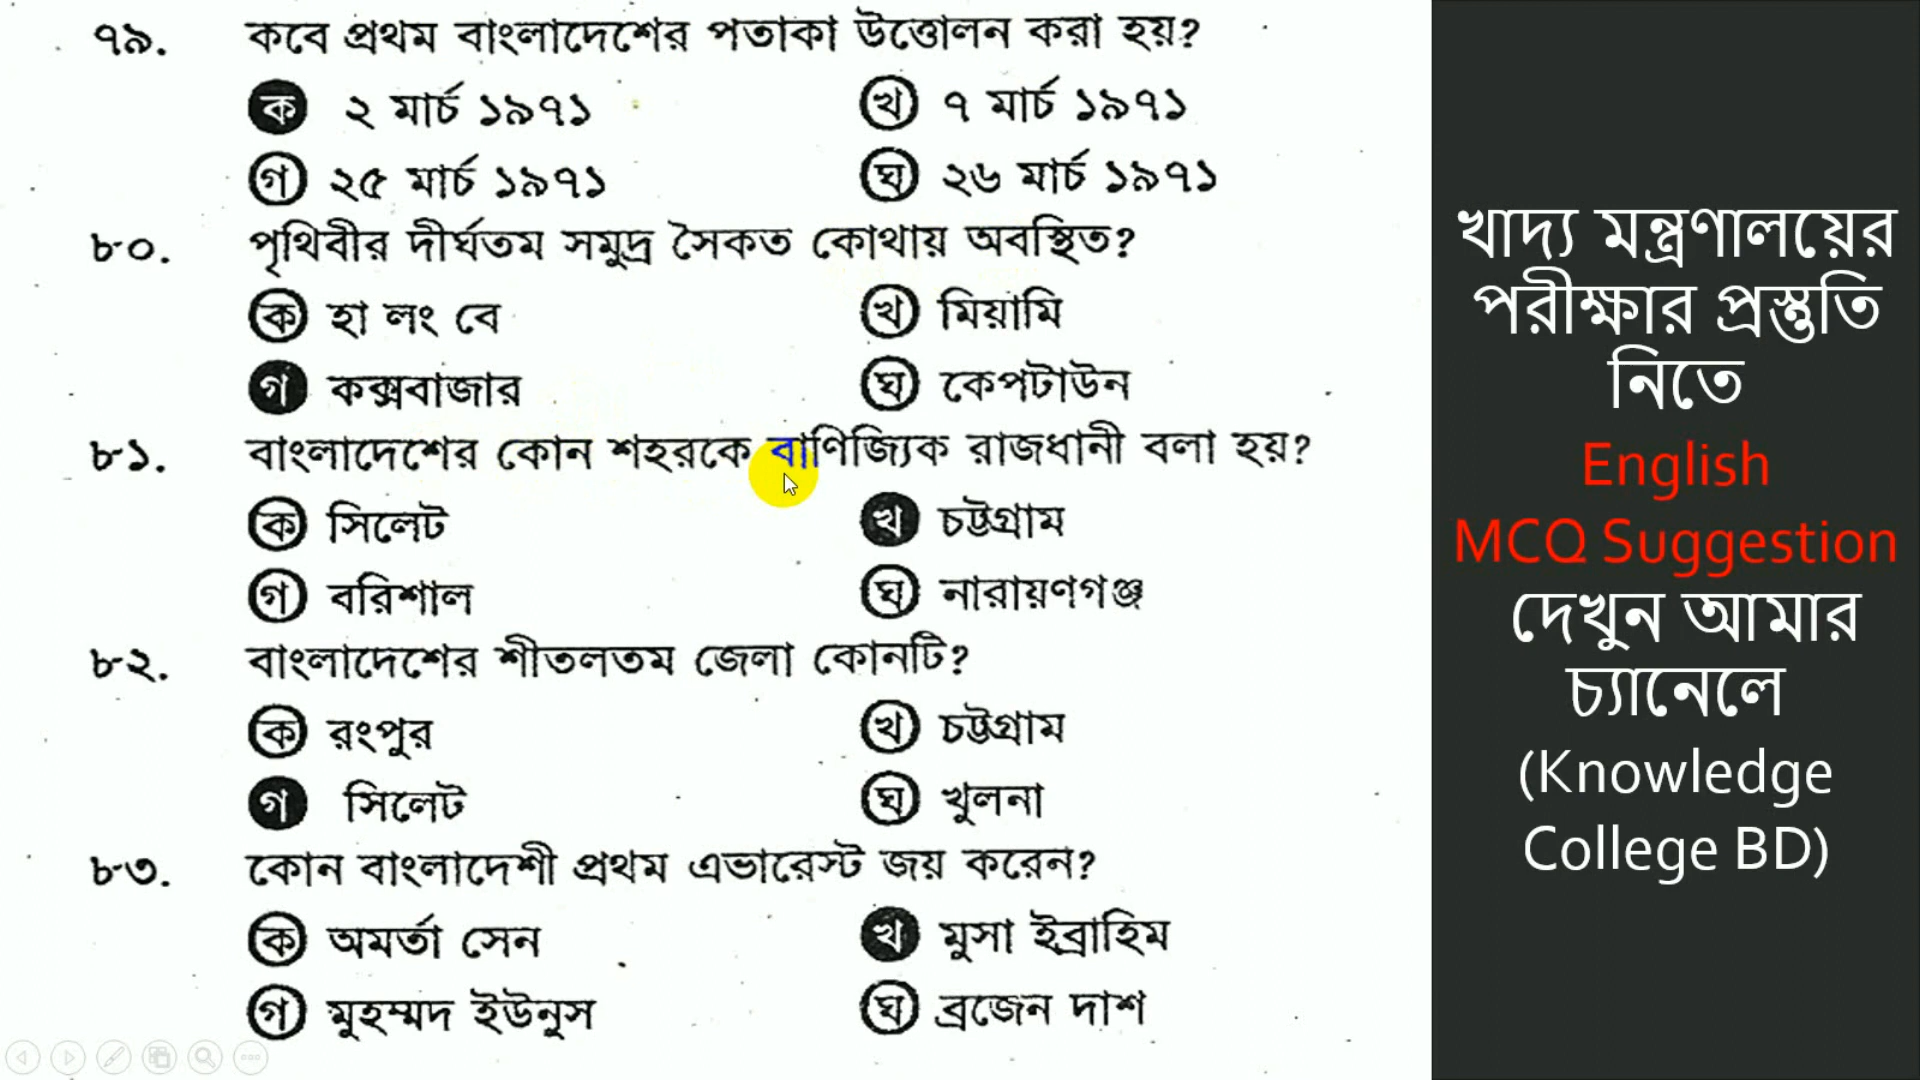 ৭৯. কবে প্রথম বাংলাদেশের পতাকা উত্তোলন করা হয়?
ক ২ মার্চ ১৯৭১ খ ৭ মার্চ ১৯৭১
গ ২৫ মার্চ ১৯৭১ ঘ ২৬ মার্চ ১৯৭১
৮০. পৃথিবীর দীর্ঘতম সমুদ্র সৈকত কোথায় অবস্থিত?
ক হা লং বে খ মিয়ামি
গ কক্সবাজার ঘ কেপটাউন
৮১. বাংলাদেশের কোন শহরকে বাণিজ্যিক রাজধানী বলা হয়?
ক সিলেট খ চট্টগ্রাম
গ বরিশাল ঘ নারায়ণগঞ্জ
৮২. বাংলাদেশের শীতলতম জেলা কোনটি?
ক রংপুর খ চট্টগ্রাম
গ সিলেট ঘ খুলনা
৮৩. কোন বাংলাদেশী প্রথম এভারেস্ট জয় করেন?
ক অমর্তা সেন খ মুসা ইব্রাহিম
গ মুহম্মদ ইউনুস ঘ ব্রজেন দাশ
খাদ্য মন্ত্রণালয়ের
পরীক্ষার প্রস্তুতি
নিতে
English
MCQ Suggestion
দেখুন আমার
চ্যানেলে
(Knowledge
College BD)